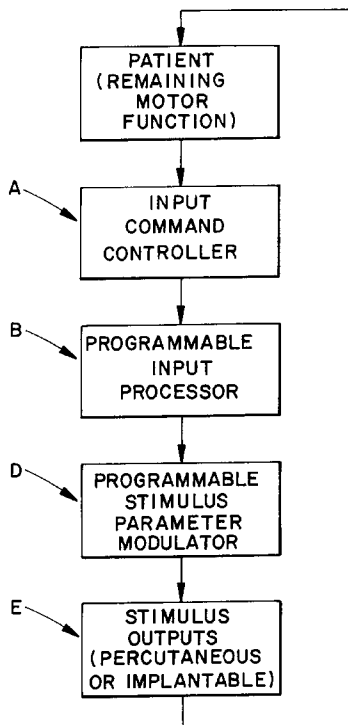 PATIENT
(REMAINING
MOTOR
FUNCTION)
A
INPUT
COMMAND
CONTROLLER
B
PROGRAMMABLE
INPUT
PROCESSOR
D
PROGRAMMABLE
STIMULUS
PARAMETER
MODULATOR
E
STIMULUS
OUTPUTS
(PERCUTANEOUS
OR IMPLANTABLE)